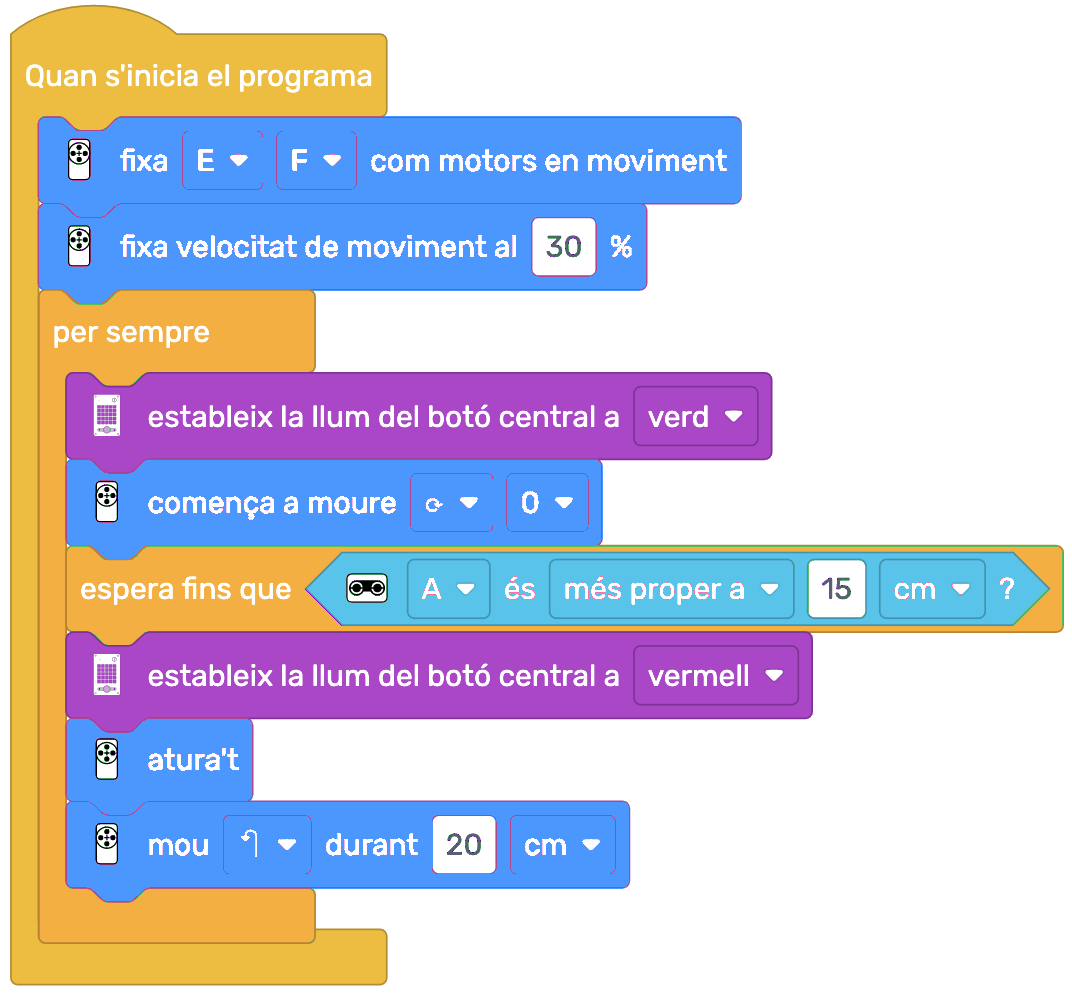 Quan s'inicia el programa
fixa E F com motors en moviment
fixa velocitat de moviment al 30 %
per sempre
estableix la llum del botó central a verd
comença a moure ⟳ 0
espera fins que A és més proper a 15 cm ?
estableix la llum del botó central a vermell
atura't
mou durant 20 cm